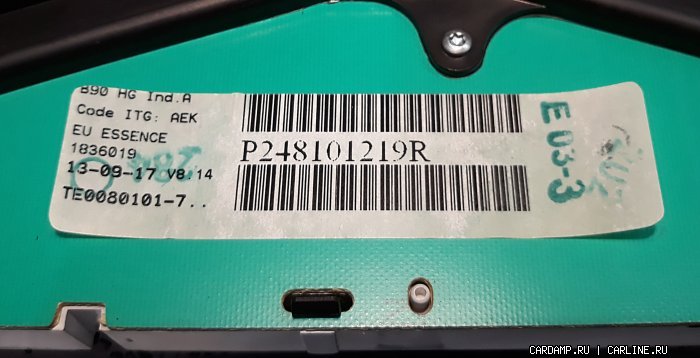 B90 HG Ind.A
Code ITG: AEK
EU ESSENCE
1836019
13-09-17 V8.14
TE0080101-7..
P248101219R
E03-3
CARDAMP.RU | CARLINE.RU